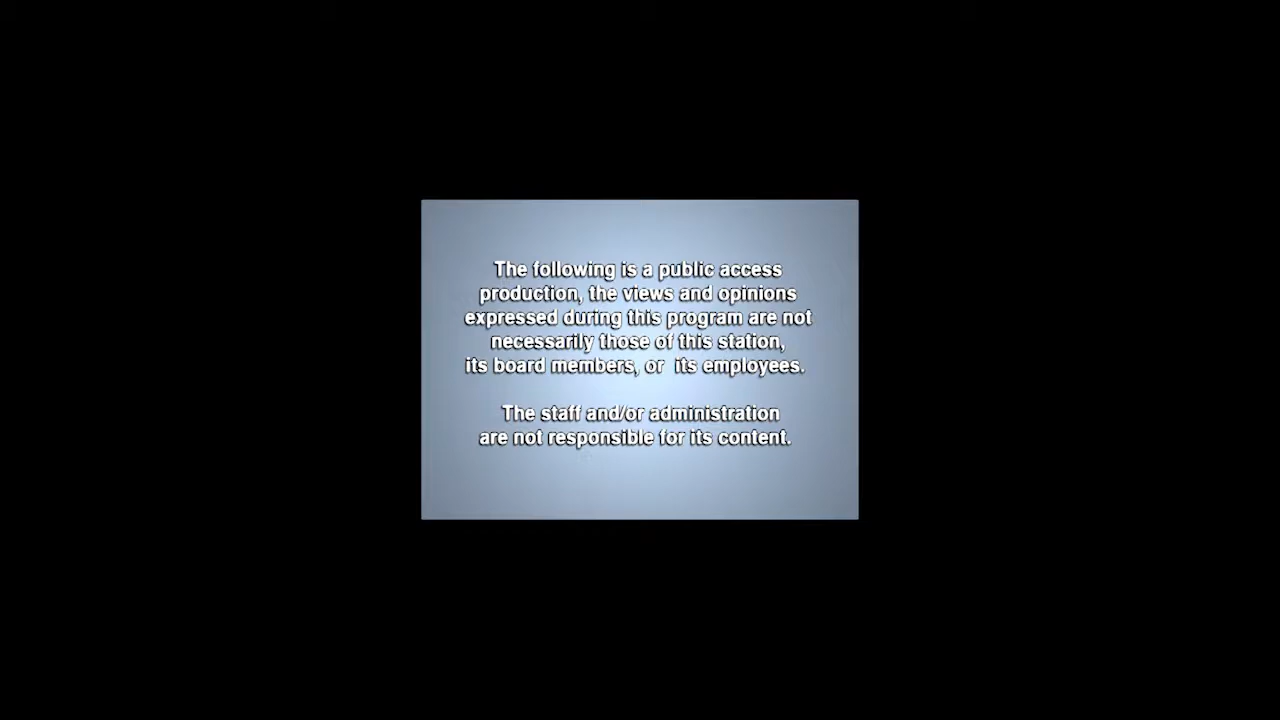 The following is a public access
production, the views and opinions
expressed during this program are not
necessarily those of this station,
its board members, or its employees.
The staff and/or administration
are not responsible for its content.